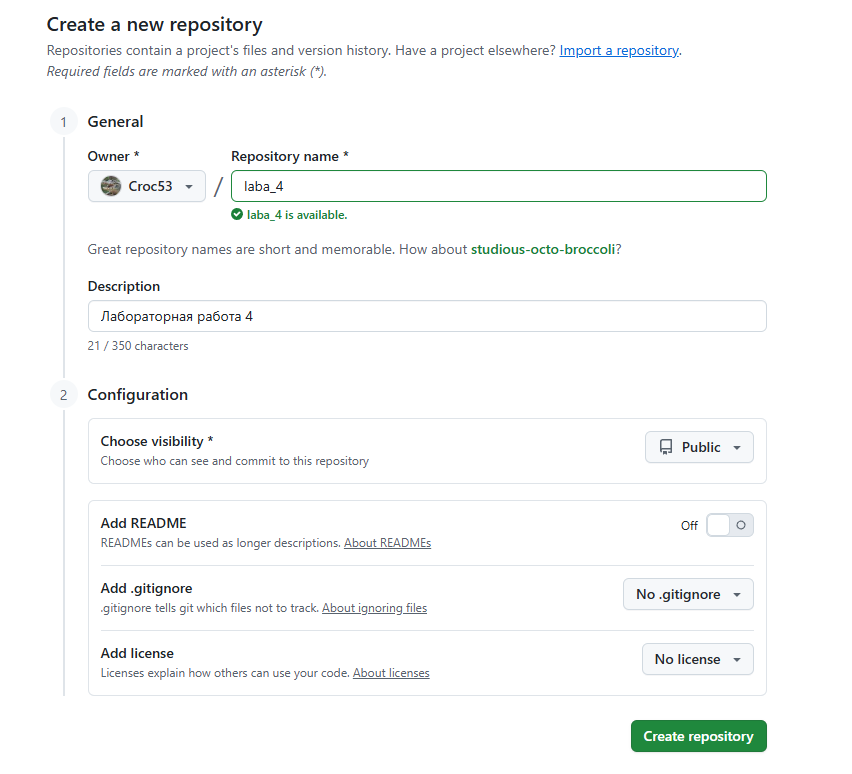 Create a new repository
Repositories contain a project's files and version history. Have a project elsewhere? Import a repository.
Required fields are marked with an asterisk (*).
1 General
Owner * Repository name *
Croc53 / laba_4
laba_4 is available.
Great repository names are short and memorable. How about studious-octo-broccoli?
Description
Лабораторная работа 4
21 / 350 characters
2 Configuration
Choose visibility * Public
Choose who can see and commit to this repository
Add README Off
READMEs can be used as longer descriptions. About READMEs
Add .gitignore No .gitignore
.gitignore tells git which files not to track. About ignoring files
Add license No license
Licenses explain how others can use your code. About licenses
Create repository